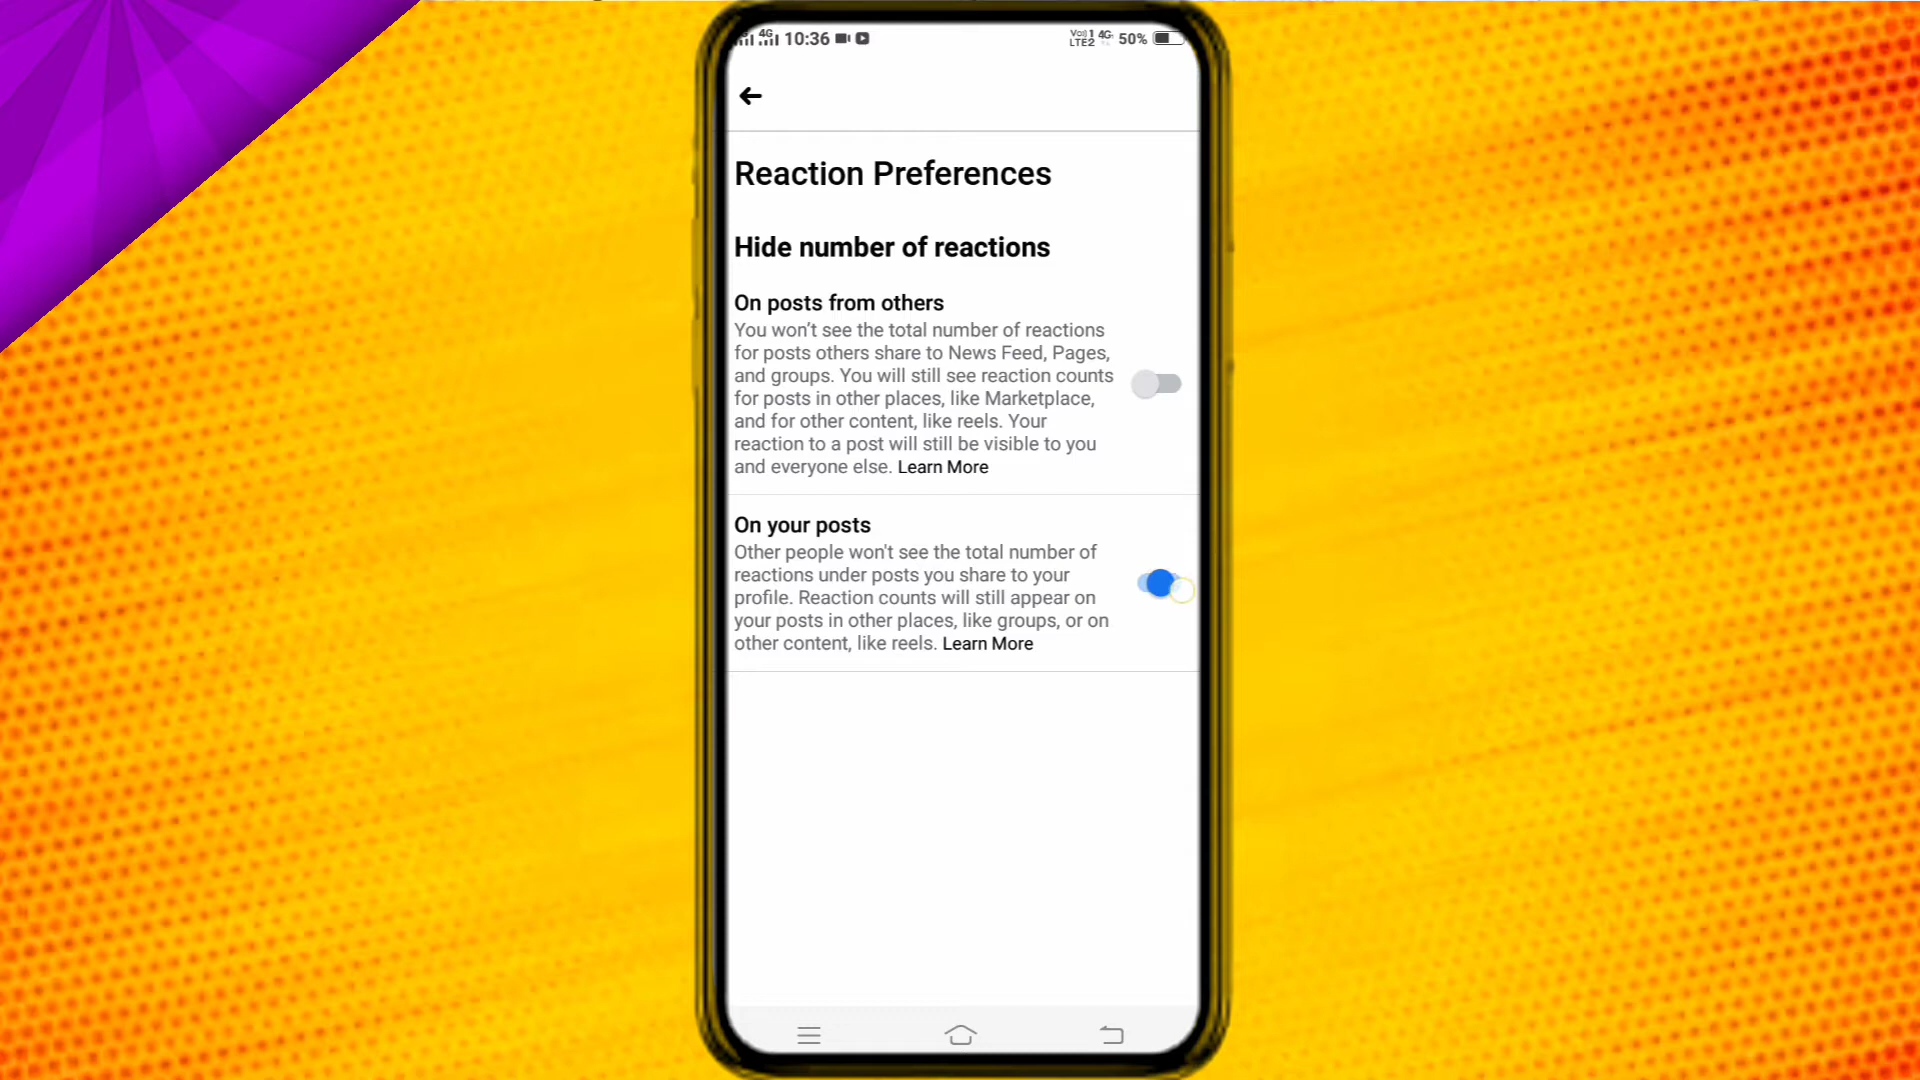 4G 10:36 Vo) 1 4G 50%
LTE2
Reaction Preferences
Hide number of reactions
On posts from others
You won’t see the total number of reactions
for posts others share to News Feed, Pages,
and groups. You will still see reaction counts
for posts in other places, like Marketplace,
and for other content, like reels. Your
reaction to a post will still be visible to you
and everyone else. Learn More
On your posts
Other people won't see the total number of
reactions under posts you share to your
profile. Reaction counts will still appear on
your posts in other places, like groups, or on
other content, like reels. Learn More